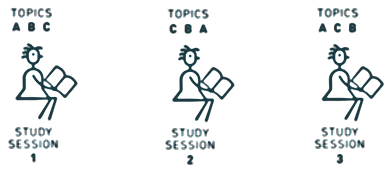 TOPICS
A B C
STUDY
SESSION
1
TOPICS
C B A
STUDY
SESSION
2
TOPICS
A C B
STUDY
SESSION
3